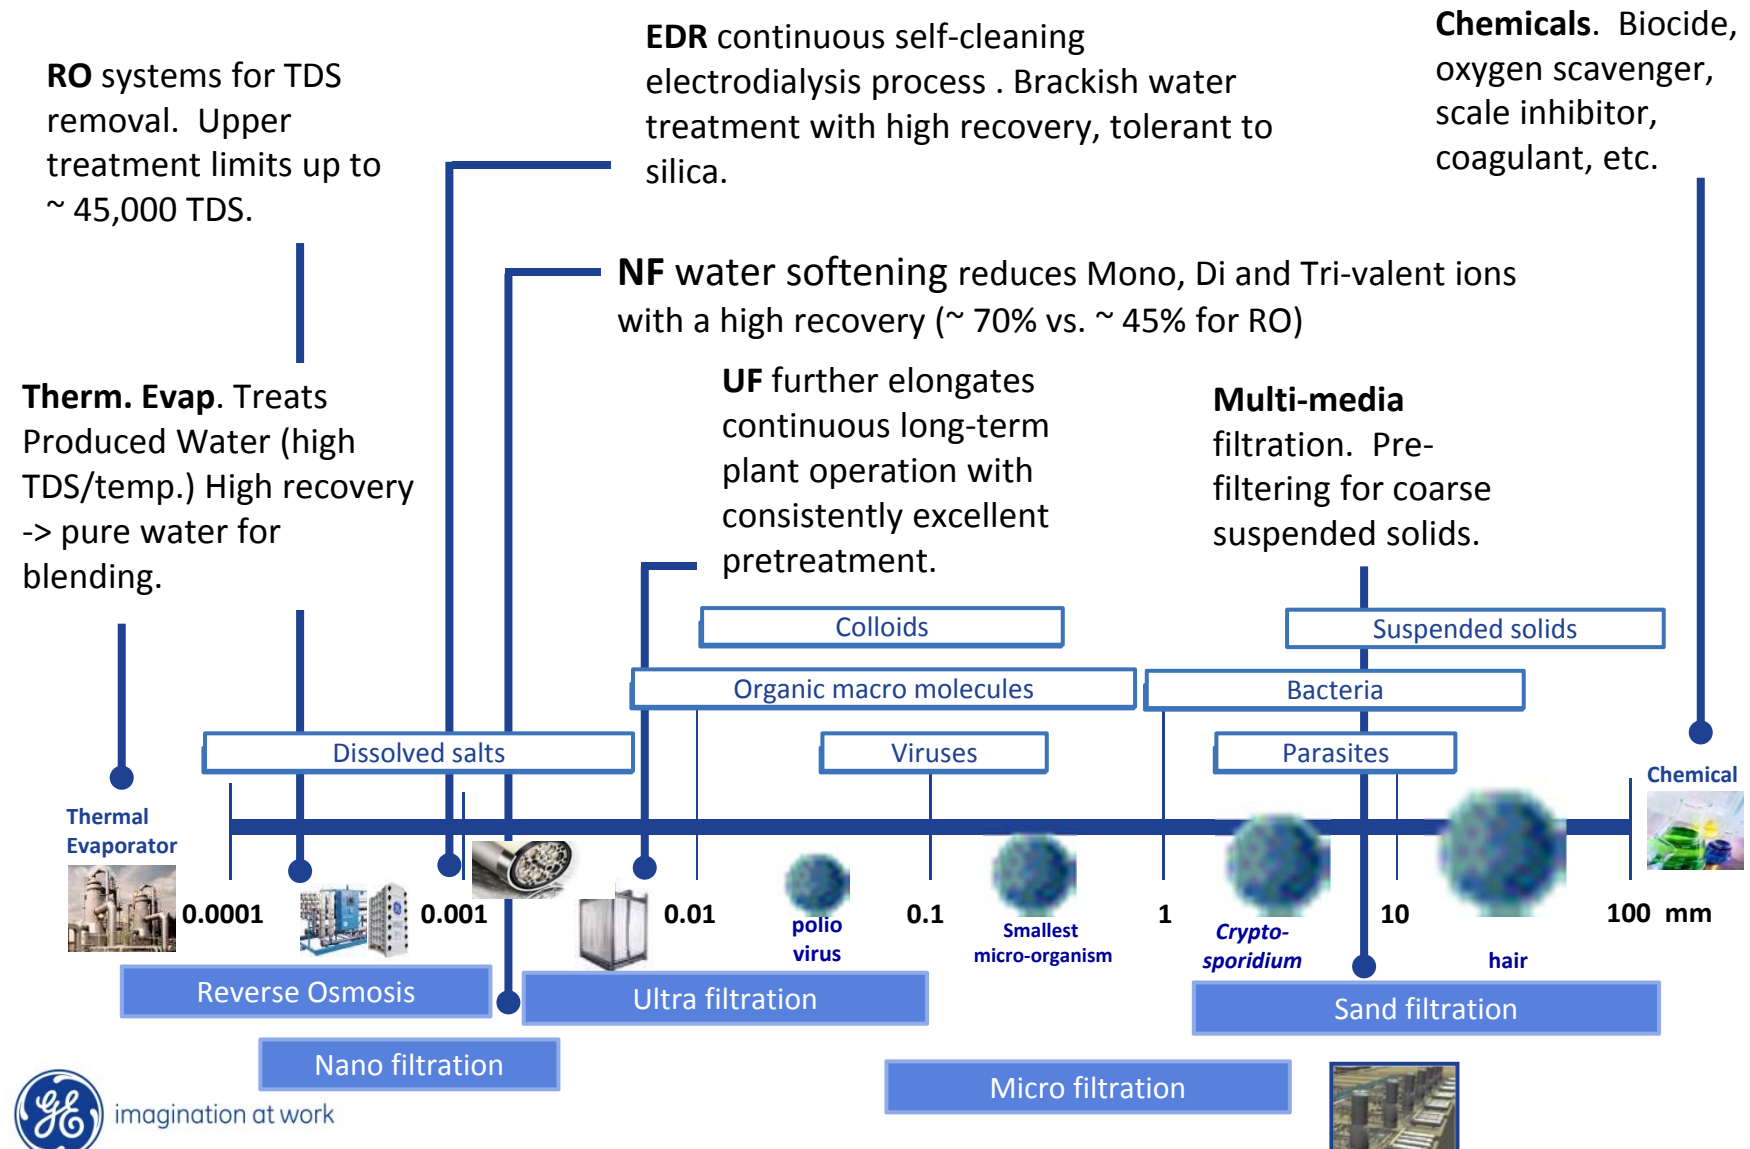 RO systems for TDS
removal.  Upper
treatment limits up to
~ 45,000 TDS.
EDR continuous self-cleaning
electrodialysis process . Brackish water
treatment with high recovery, tolerant to
silica.
Chemicals.  Biocide,
oxygen scavenger,
scale inhibitor,
coagulant, etc.
NF water softening reduces Mono, Di and Tri-valent ions
with a high recovery (~ 70% vs. ~ 45% for RO)
Therm. Evap. Treats
Produced Water (high
TDS/temp.) High recovery
-> pure water for
blending.
UF further elongates
continuous long-term
plant operation with
consistently excellent
pretreatment.
Multi-media
filtration.  Pre-
filtering for coarse
suspended solids.
Colloids
Suspended solids
Organic macro molecules
Bacteria
Dissolved salts
Viruses
Parasites
Thermal
Evaporator
Chemical
0.0001
0.001
0.01
0.1
1
10
100 mm
polio
virus
Smallest
micro-organism
Crypto-
sporidium
hair
Reverse Osmosis
Ultra filtration
Sand filtration
Nano filtration
Micro filtration
GE
imagination at work